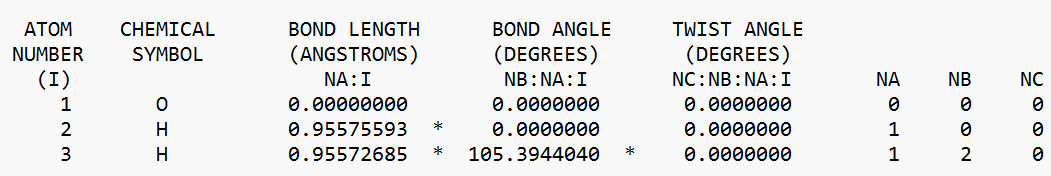 ATOM CHEMICAL BOND LENGTH BOND ANGLE TWIST ANGLE
NUMBER SYMBOL (ANGSTROMS) (DEGREES) (DEGREES)
(I) NA:I NB:NA:I NC:NB:NA:I NA NB NC
1 O 0.00000000 0.0000000 0.0000000 0 0 0
2 H 0.95575593 * 0.0000000 0.0000000 1 0 0
3 H 0.95572685 * 105.3944040 * 0.0000000 1 2 0